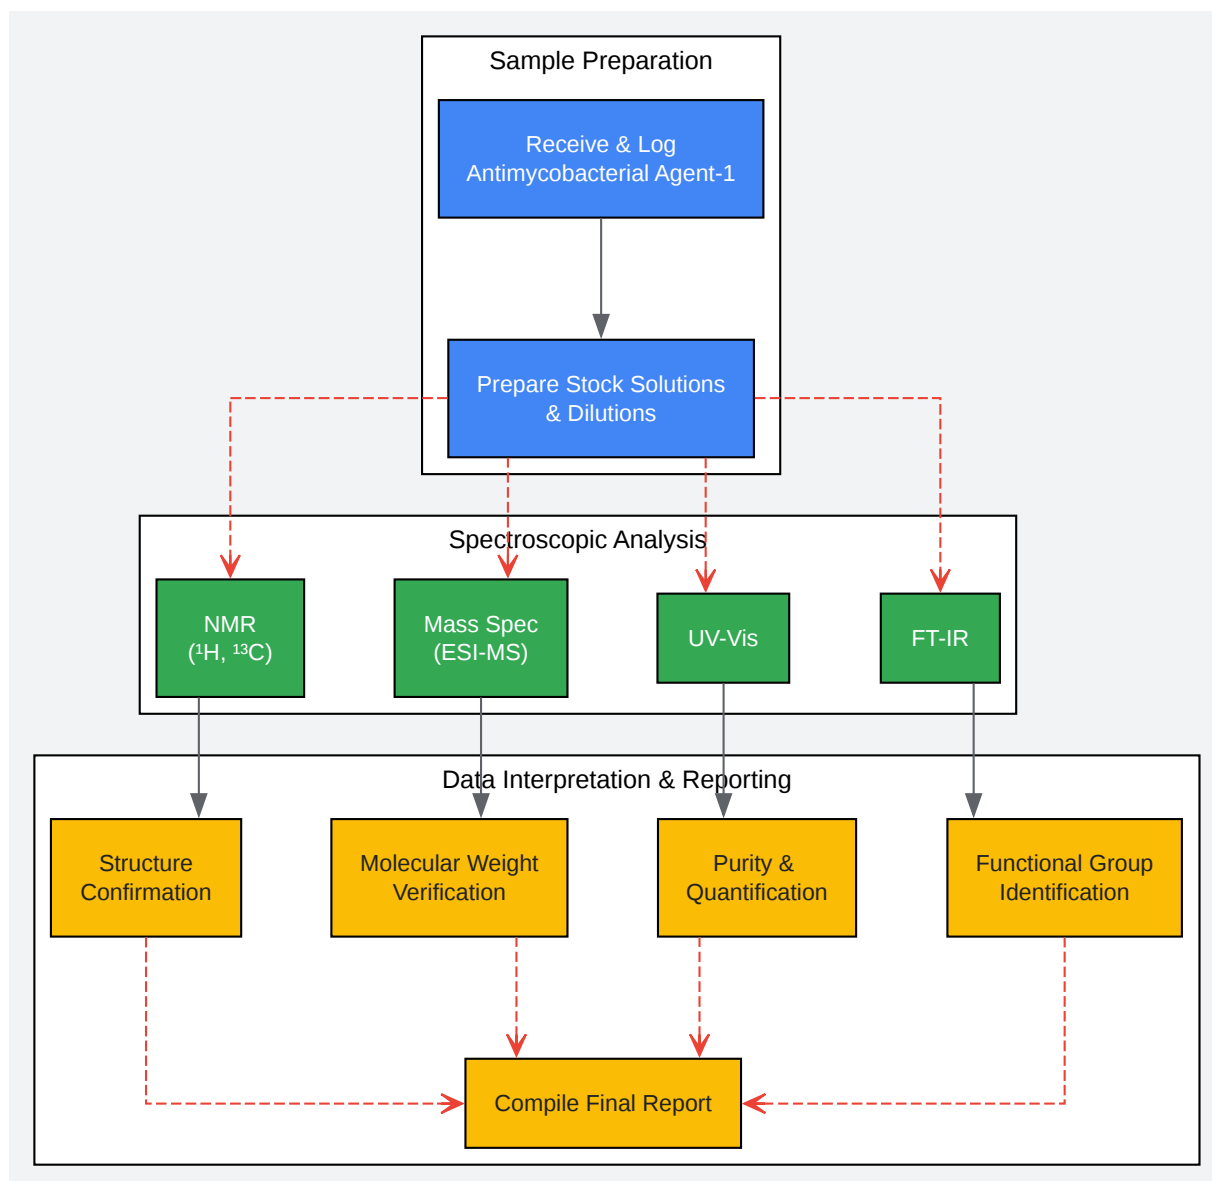 Sample Preparation
Receive & Log
Antimycobacterial Agent-1
Prepare Stock Solutions
& Dilutions
Spectroscopic Analysis
NMR
(¹H, ¹³C)
Mass Spec
(ESI-MS)
UV-Vis
FT-IR
Data Interpretation & Reporting
Structure
Confirmation
Molecular Weight
Verification
Purity &
Quantification
Functional Group
Identification
Compile Final Report